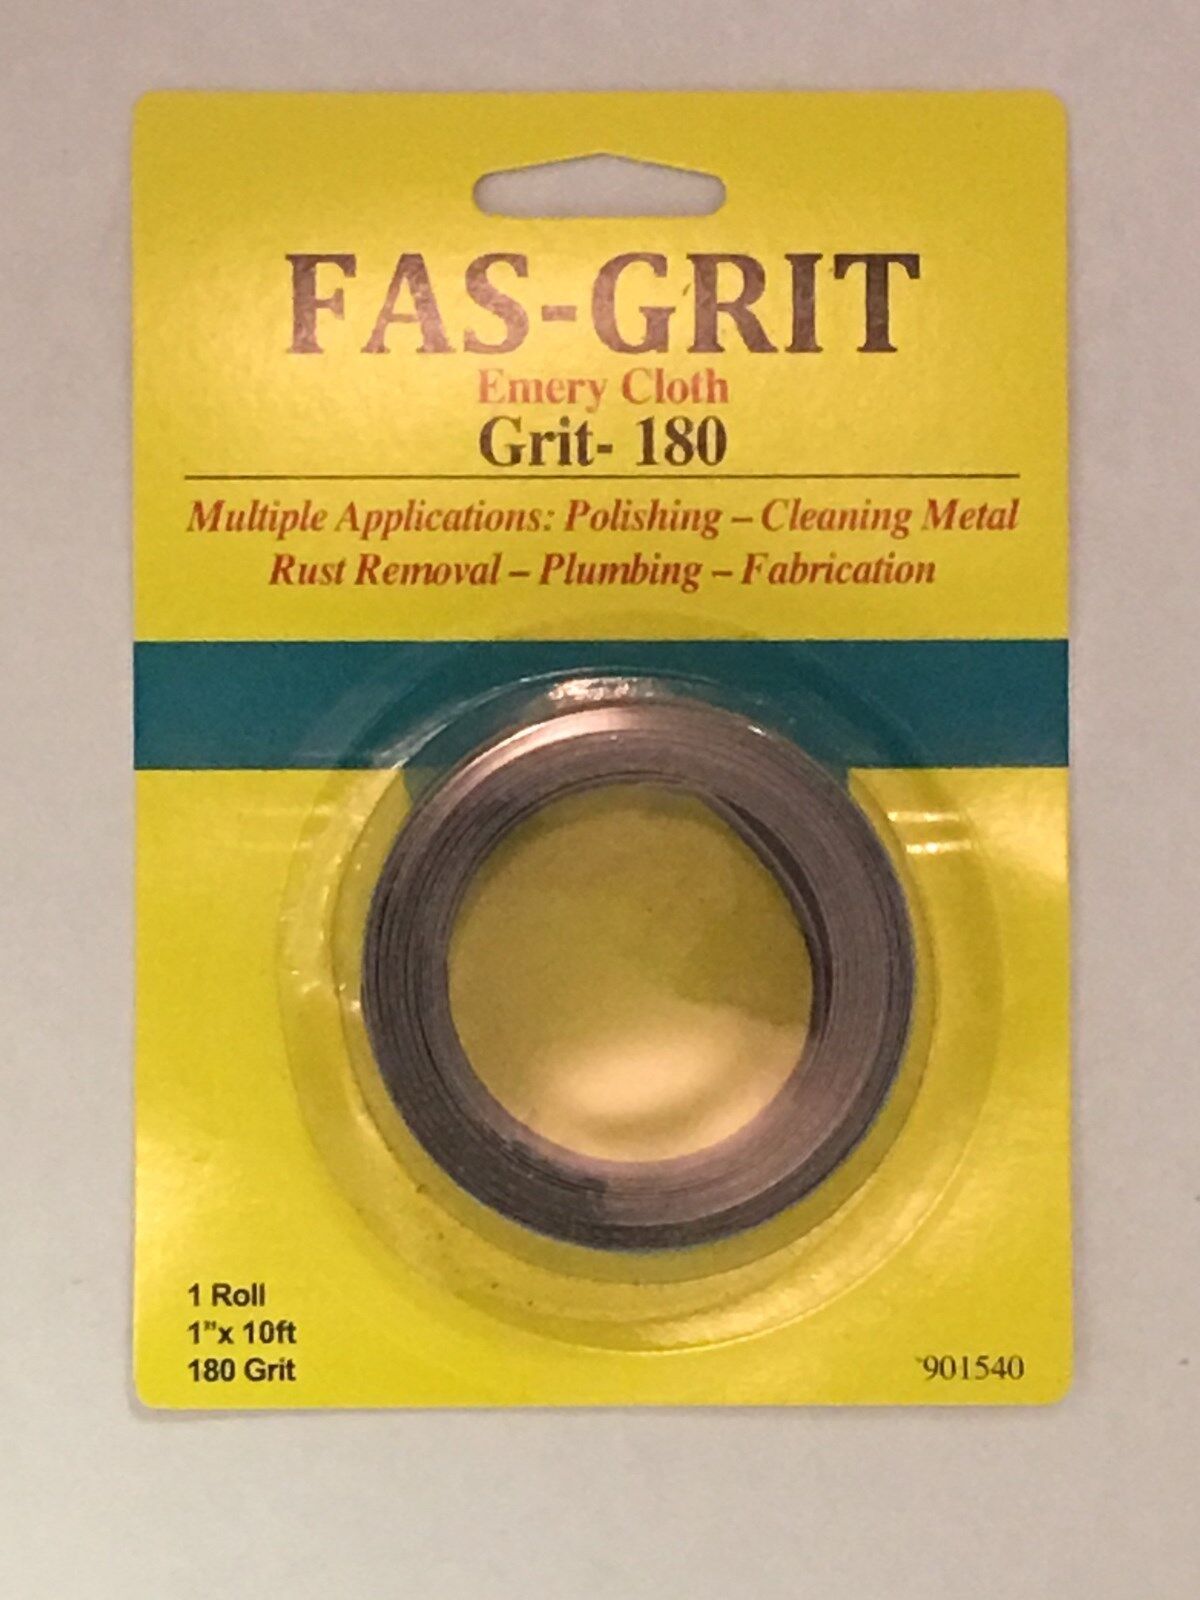 FAS-GRIT
Emery Cloth
Grit- 180
Multiple Applications: Polishing – Cleaning Metal
Rust Removal – Plumbing – Fabrication
1 Roll
1"x 10ft
180 Grit
901540